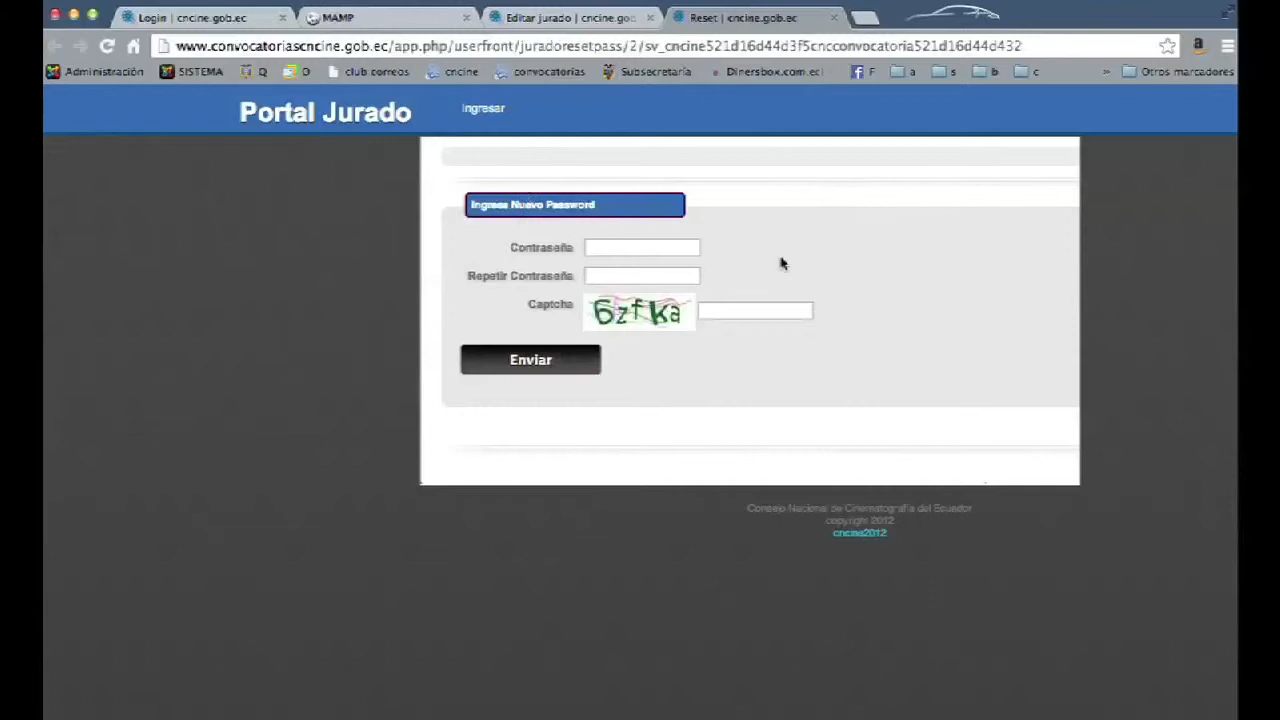 Login | cncine.gob.ec
MAMP
Editar jurado | cncine.gob
Reset | cncine.gob.ec
www.convocatoriascncine.gob.ec/app.php/userfront/juradoresetpass/2/sv_cncine521d16d44d3f5cncconvocatoria521d16d44d432
Administración
SISTEMA
Q
O
club correos
cncine
convocatorias
Subsecretaría
Dinersbox.com.ec
F
a
s
b
c
»
Otros marcadores
Portal Jurado
Ingresar
Ingrese Nuevo Password
Contraseña
Repetir Contraseña
Captcha
Enviar
Consejo Nacional de Cinematografía del Ecuador
copyright 2012
cncine2012